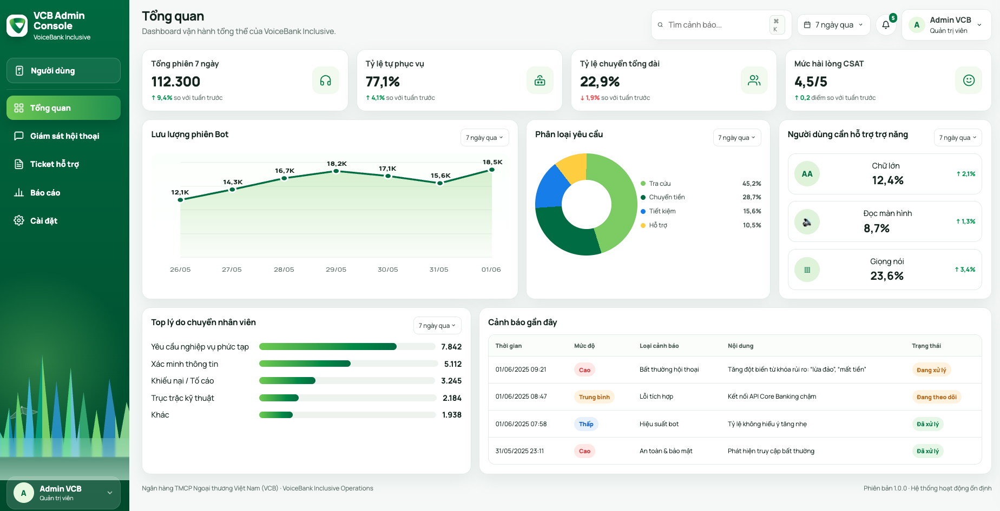 VCB Admin
Console
VoiceBank Inclusive
Người dùng
Tổng quan
Giám sát hội thoại
Ticket hỗ trợ
Báo cáo
Cài đặt
A
Admin VCB
Quản trị viên
Tổng quan
Dashboard vận hành tổng thể của VoiceBank Inclusive.
Tìm cảnh báo...
⌘
K
7 ngày qua
5
A
Admin VCB
Quản trị viên
Tổng phiên 7 ngày
112.300
↑ 9,4% so với tuần trước
Tỷ lệ tự phục vụ
77,1%
↑ 4,1% so với tuần trước
Tỷ lệ chuyển tổng đài
22,9%
↓ 1,9% so với tuần trước
Mức hài lòng CSAT
4,5/5
↑ 0,2 điểm so với tuần trước
Lưu lượng phiên Bot
7 ngày qua
12,1K
14,3K
16,7K
18,2K
17,1K
15,6K
18,5K
26/05
27/05
28/05
29/05
30/05
31/05
01/06
Phân loại yêu cầu
7 ngày qua
Tra cứu 45,2%
Chuyển tiền 28,7%
Tiết kiệm 15,6%
Hỗ trợ 10,5%
Người dùng cần hỗ trợ trợ năng
7 ngày qua
AA
Chữ lớn
12,4%
↑ 2,1%
Đọc màn hình
8,7%
↑ 1,3%
Giọng nói
23,6%
↑ 3,4%
Top lý do chuyển nhân viên
7 ngày qua
Yêu cầu nghiệp vụ phức tạp 7.842
Xác minh thông tin 5.112
Khiếu nại / Tố cáo 3.245
Trục trặc kỹ thuật 2.184
Khác 1.938
Cảnh báo gần đây
Thời gian Mức độ Loại cảnh báo Nội dung Trạng thái
01/06/2025 09:21 Cao Bất thường hội thoại Tăng đột biến từ khóa rủi ro: “lừa đảo”, “mất tiền” Đang xử lý
01/06/2025 08:47 Trung bình Lỗi tích hợp Kết nối API Core Banking chậm Đang theo dõi
01/06/2025 07:58 Thấp Hiệu suất bot Tỷ lệ không hiểu ý tăng nhẹ Đã xử lý
31/05/2025 23:11 Cao An toàn & bảo mật Phát hiện truy cập bất thường Đã xử lý
Ngân hàng TMCP Ngoại thương Việt Nam (VCB) · VoiceBank Inclusive Operations
Phiên bản 1.0.0 · Hệ thống hoạt động ổn định